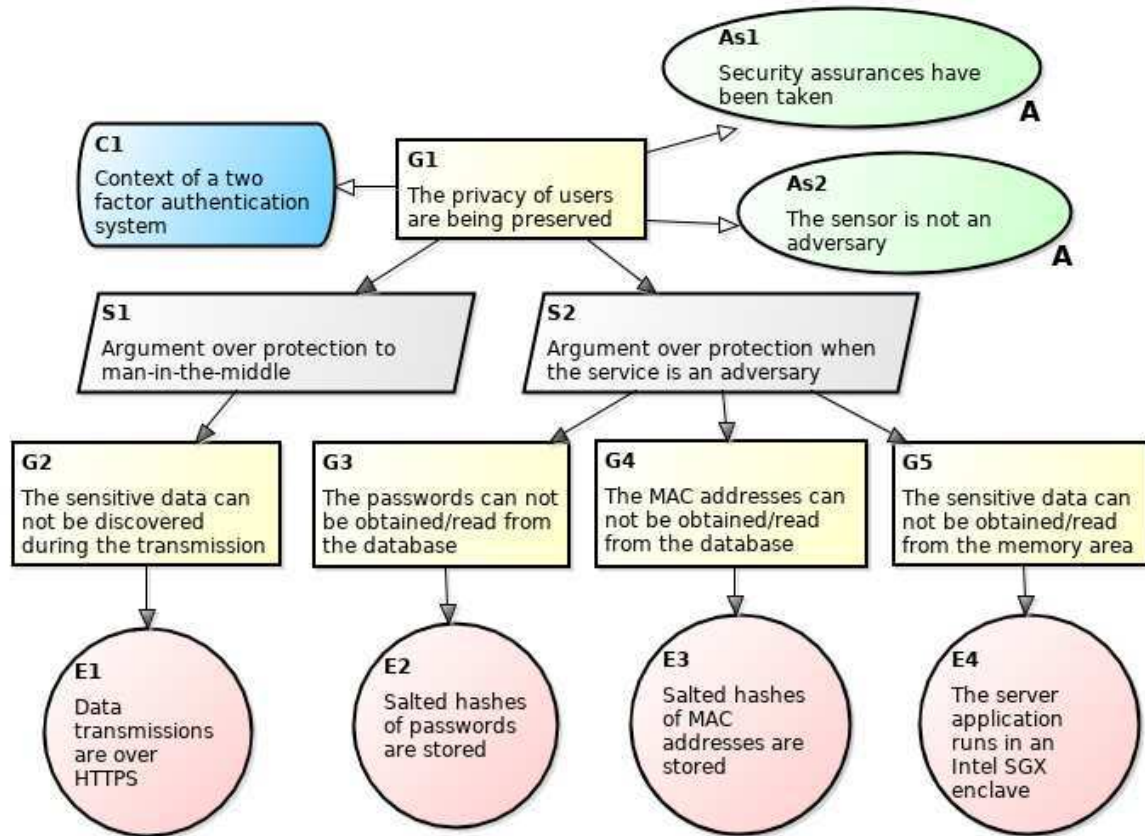 As1
Security assurances have
been taken
A
C1
Context of a two
factor authentication
system
G1
The privacy of users
are being preserved
As2
The sensor is not an
adversary
A
S1
Argument over protection to
man-in-the-middle
S2
Argument over protection when
the service is an adversary
G2
The sensitive data can
not be discovered
during the transmission
G3
The passwords can not
be obtained/read from
the database
G4
The MAC addresses can
not be obtained/read
from the database
G5
The sensitive data can
not be obtained/read
from the memory area
E1
Data
transmissions
are over
HTTPS
E2
Salted hashes
of passwords
are stored
E3
Salted hashes
of MAC
addresses are
stored
E4
The server
application
runs in an
Intel SGX
enclave